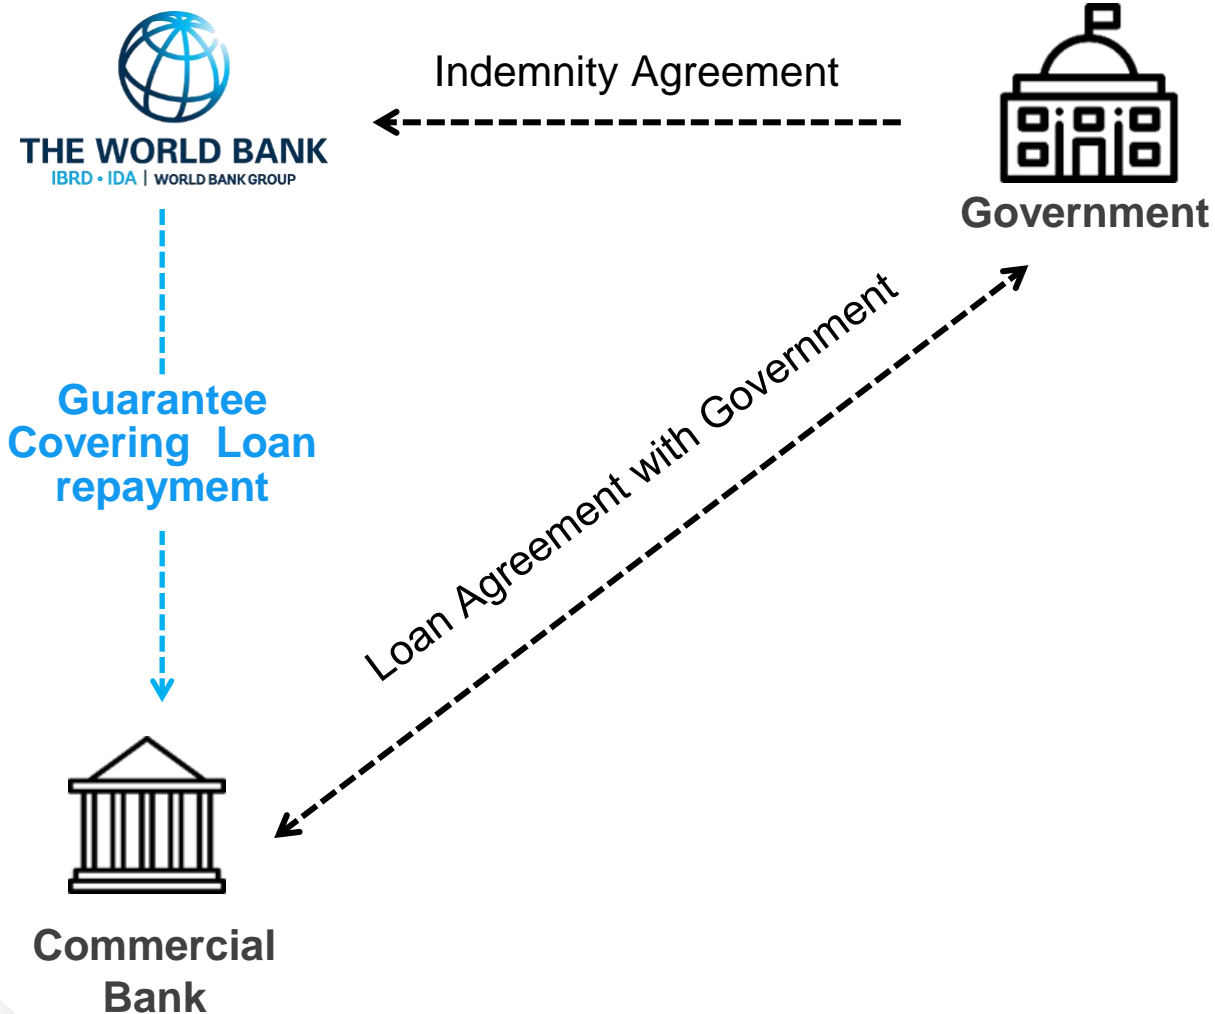 Indemnity Agreement
THE WORLD BANK
IBRD • IDA | WORLD BANK GROUP
Government
Loan Agreement with Government
Guarantee
Covering Loan
repayment
Commercial
Bank